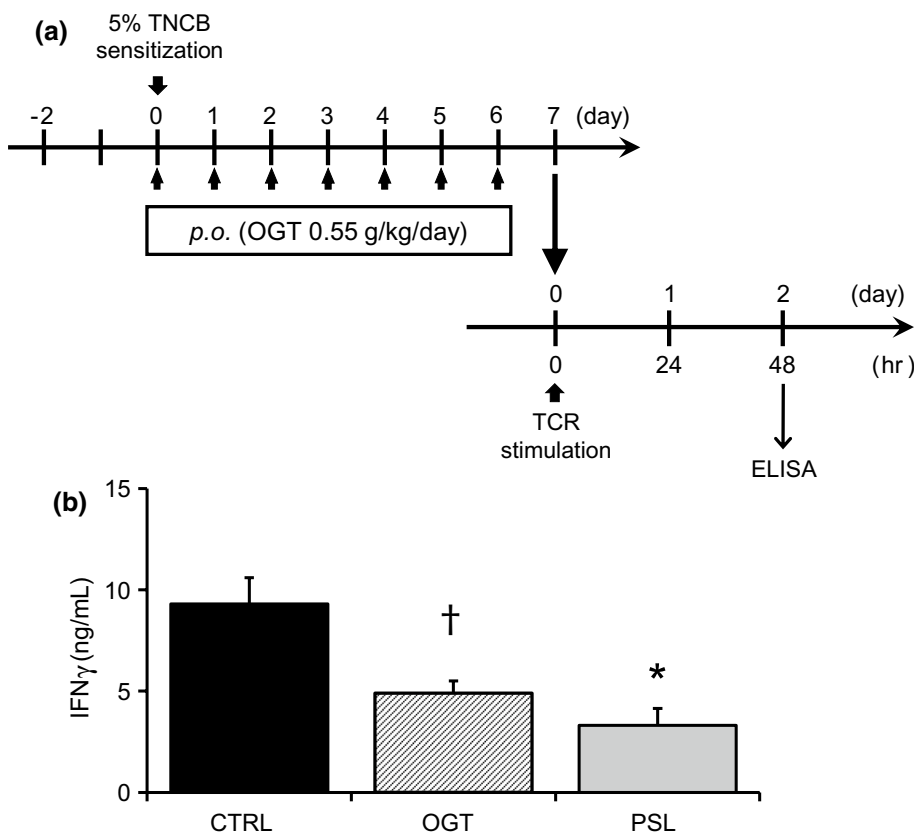 (a)
5% TNCB
sensitization
-2 0 1 2 3 4 5 6 7 (day)
p.o. (OGT 0.55 g/kg/day)
0 1 2 (day)
0 24 48 (hr)
TCR
stimulation
ELISA
(b)
15
10
5
0
IFNγ (ng/mL)
†
*
CTRL OGT PSL